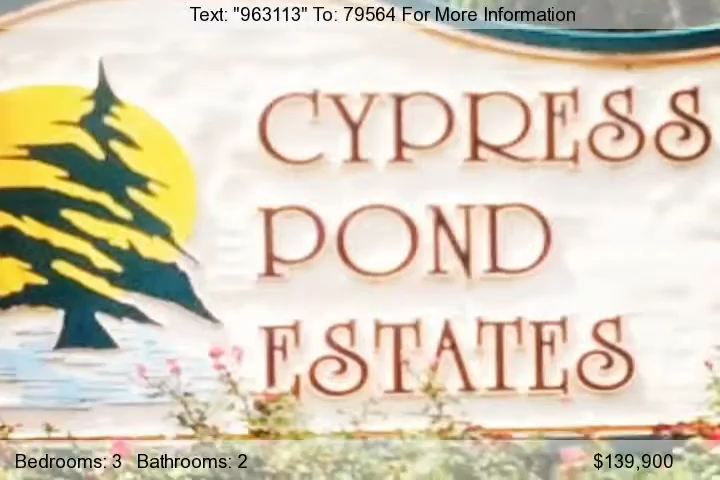 Text: "963113" To: 79564 For More Information
CYPRESS
POND
ESTATES
Bedrooms: 3 Bathrooms: 2 $139,900